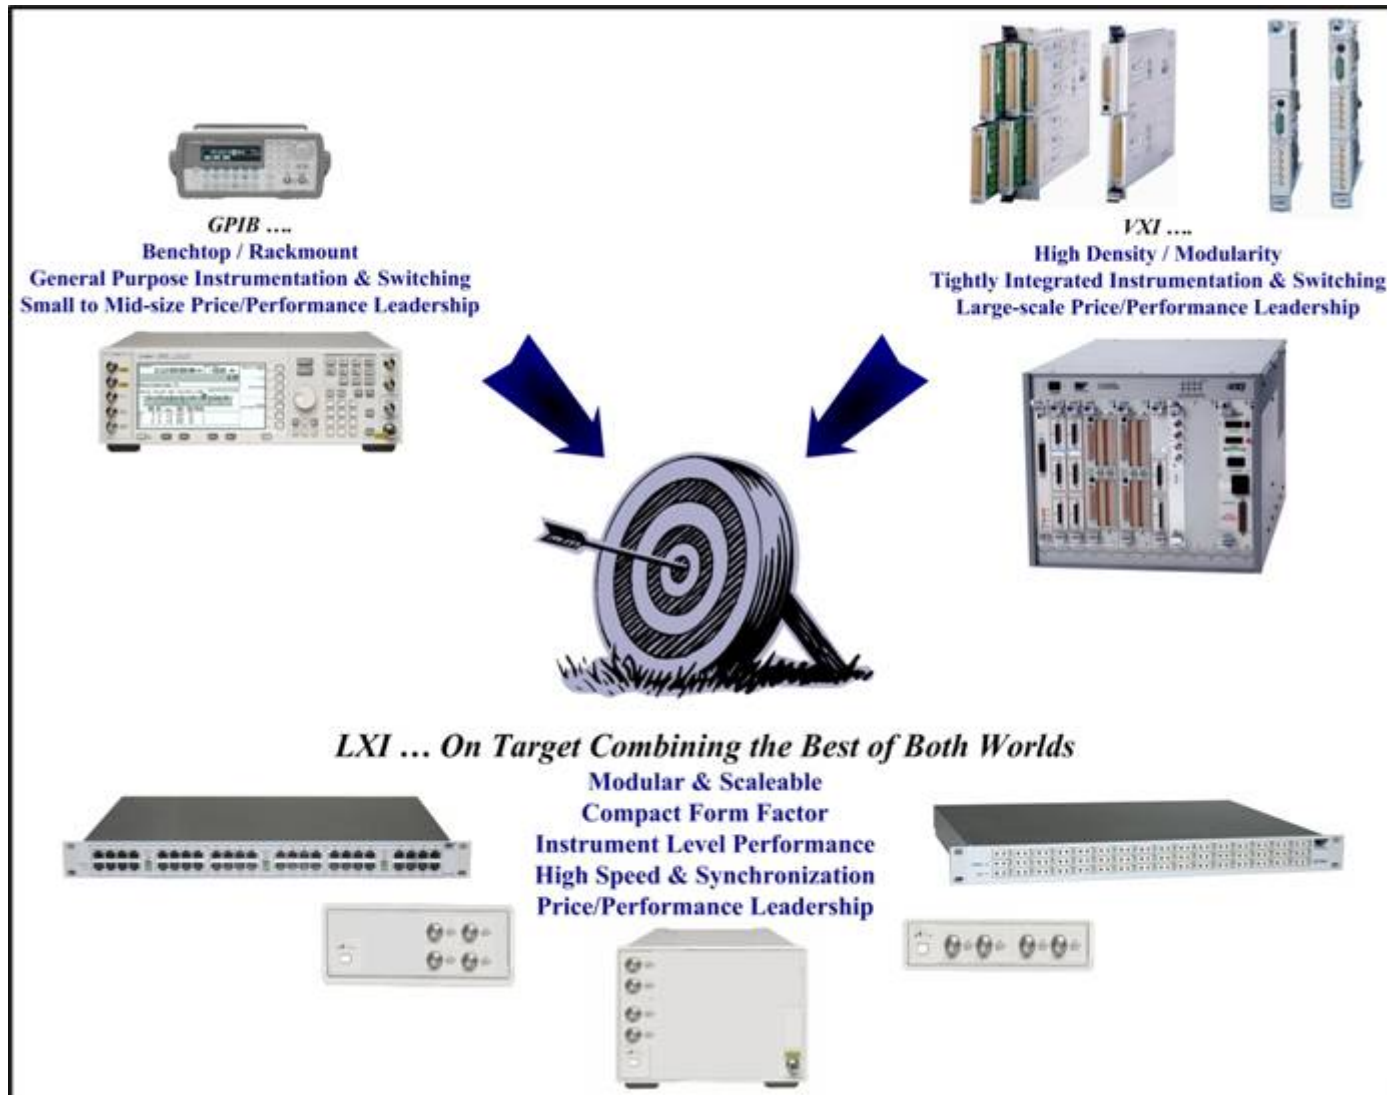 GPIB ....
Benchtop / Rackmount
General Purpose Instrumentation & Switching
Small to Mid-size Price/Performance Leadership
VXI ....
High Density / Modularity
Tightly Integrated Instrumentation & Switching
Large-scale Price/Performance Leadership
LXI ... On Target Combining the Best of Both Worlds
Modular & Scaleable
Compact Form Factor
Instrument Level Performance
High Speed & Synchronization
Price/Performance Leadership